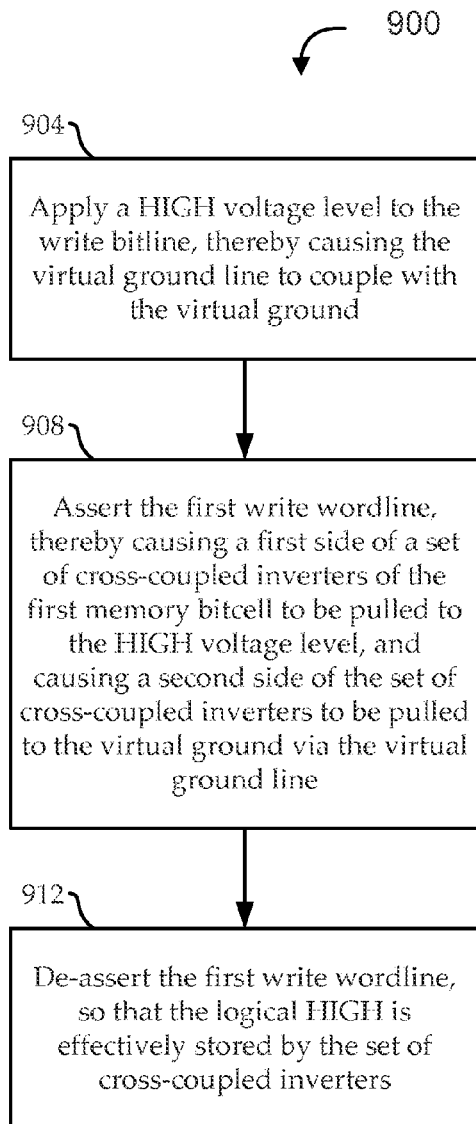 900
904
Apply a HIGH voltage level to the
write bitline, thereby causing the
virtual ground line to couple with
the virtual ground
908
Assert the first write wordline,
thereby causing a first side of a set
of cross-coupled inverters of the
first memory bitcell to be pulled to
the HIGH voltage level, and
causing a second side of the set of
cross-coupled inverters to be pulled
to the virtual ground via the virtual
ground line
912
De-assert the first write wordline,
so that the logical HIGH is
effectively stored by the set of
cross-coupled inverters